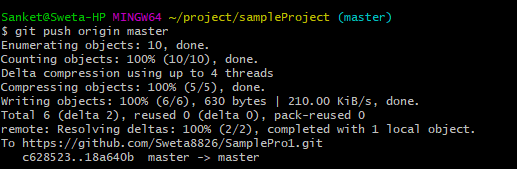 Sanket@Sweta-HP MINGW64 ~/project/sampleProject (master)
$ git push origin master
Enumerating objects: 10, done.
Counting objects: 100% (10/10), done.
Delta compression using up to 4 threads
Compressing objects: 100% (5/5), done.
Writing objects: 100% (6/6), 630 bytes | 210.00 KiB/s, done.
Total 6 (delta 2), reused 0 (delta 0), pack-reused 0
remote: Resolving deltas: 100% (2/2), completed with 1 local object.
To https://github.com/Sweta8826/SamplePro1.git
   c628523..18a640b  master -> master